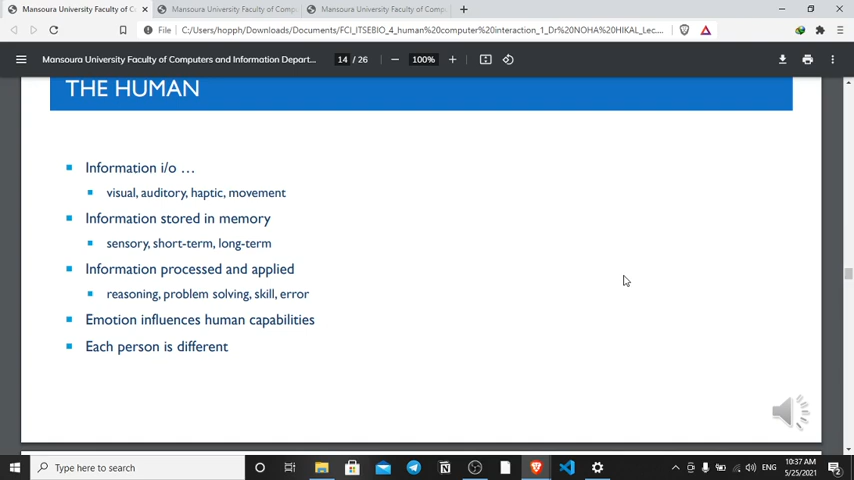 Mansoura University Faculty of C
Mansoura University Faculty of Compu
Mansoura University Faculty of Compu
File
C:/Users/hopph/Downloads/Documents/FCI_ITSEBIO_4_human%20computer%20interaction_1_Dr%20NOHA%20HIKAL_Lec....
Mansoura University Faculty of Computers and Information Depart...
14 / 26
100%
THE HUMAN
Information i/o …
visual, auditory, haptic, movement
Information stored in memory
sensory, short-term, long-term
Information processed and applied
reasoning, problem solving, skill, error
Emotion influences human capabilities
Each person is different
Type here to search
ENG
10:37 AM
5/25/2021
2